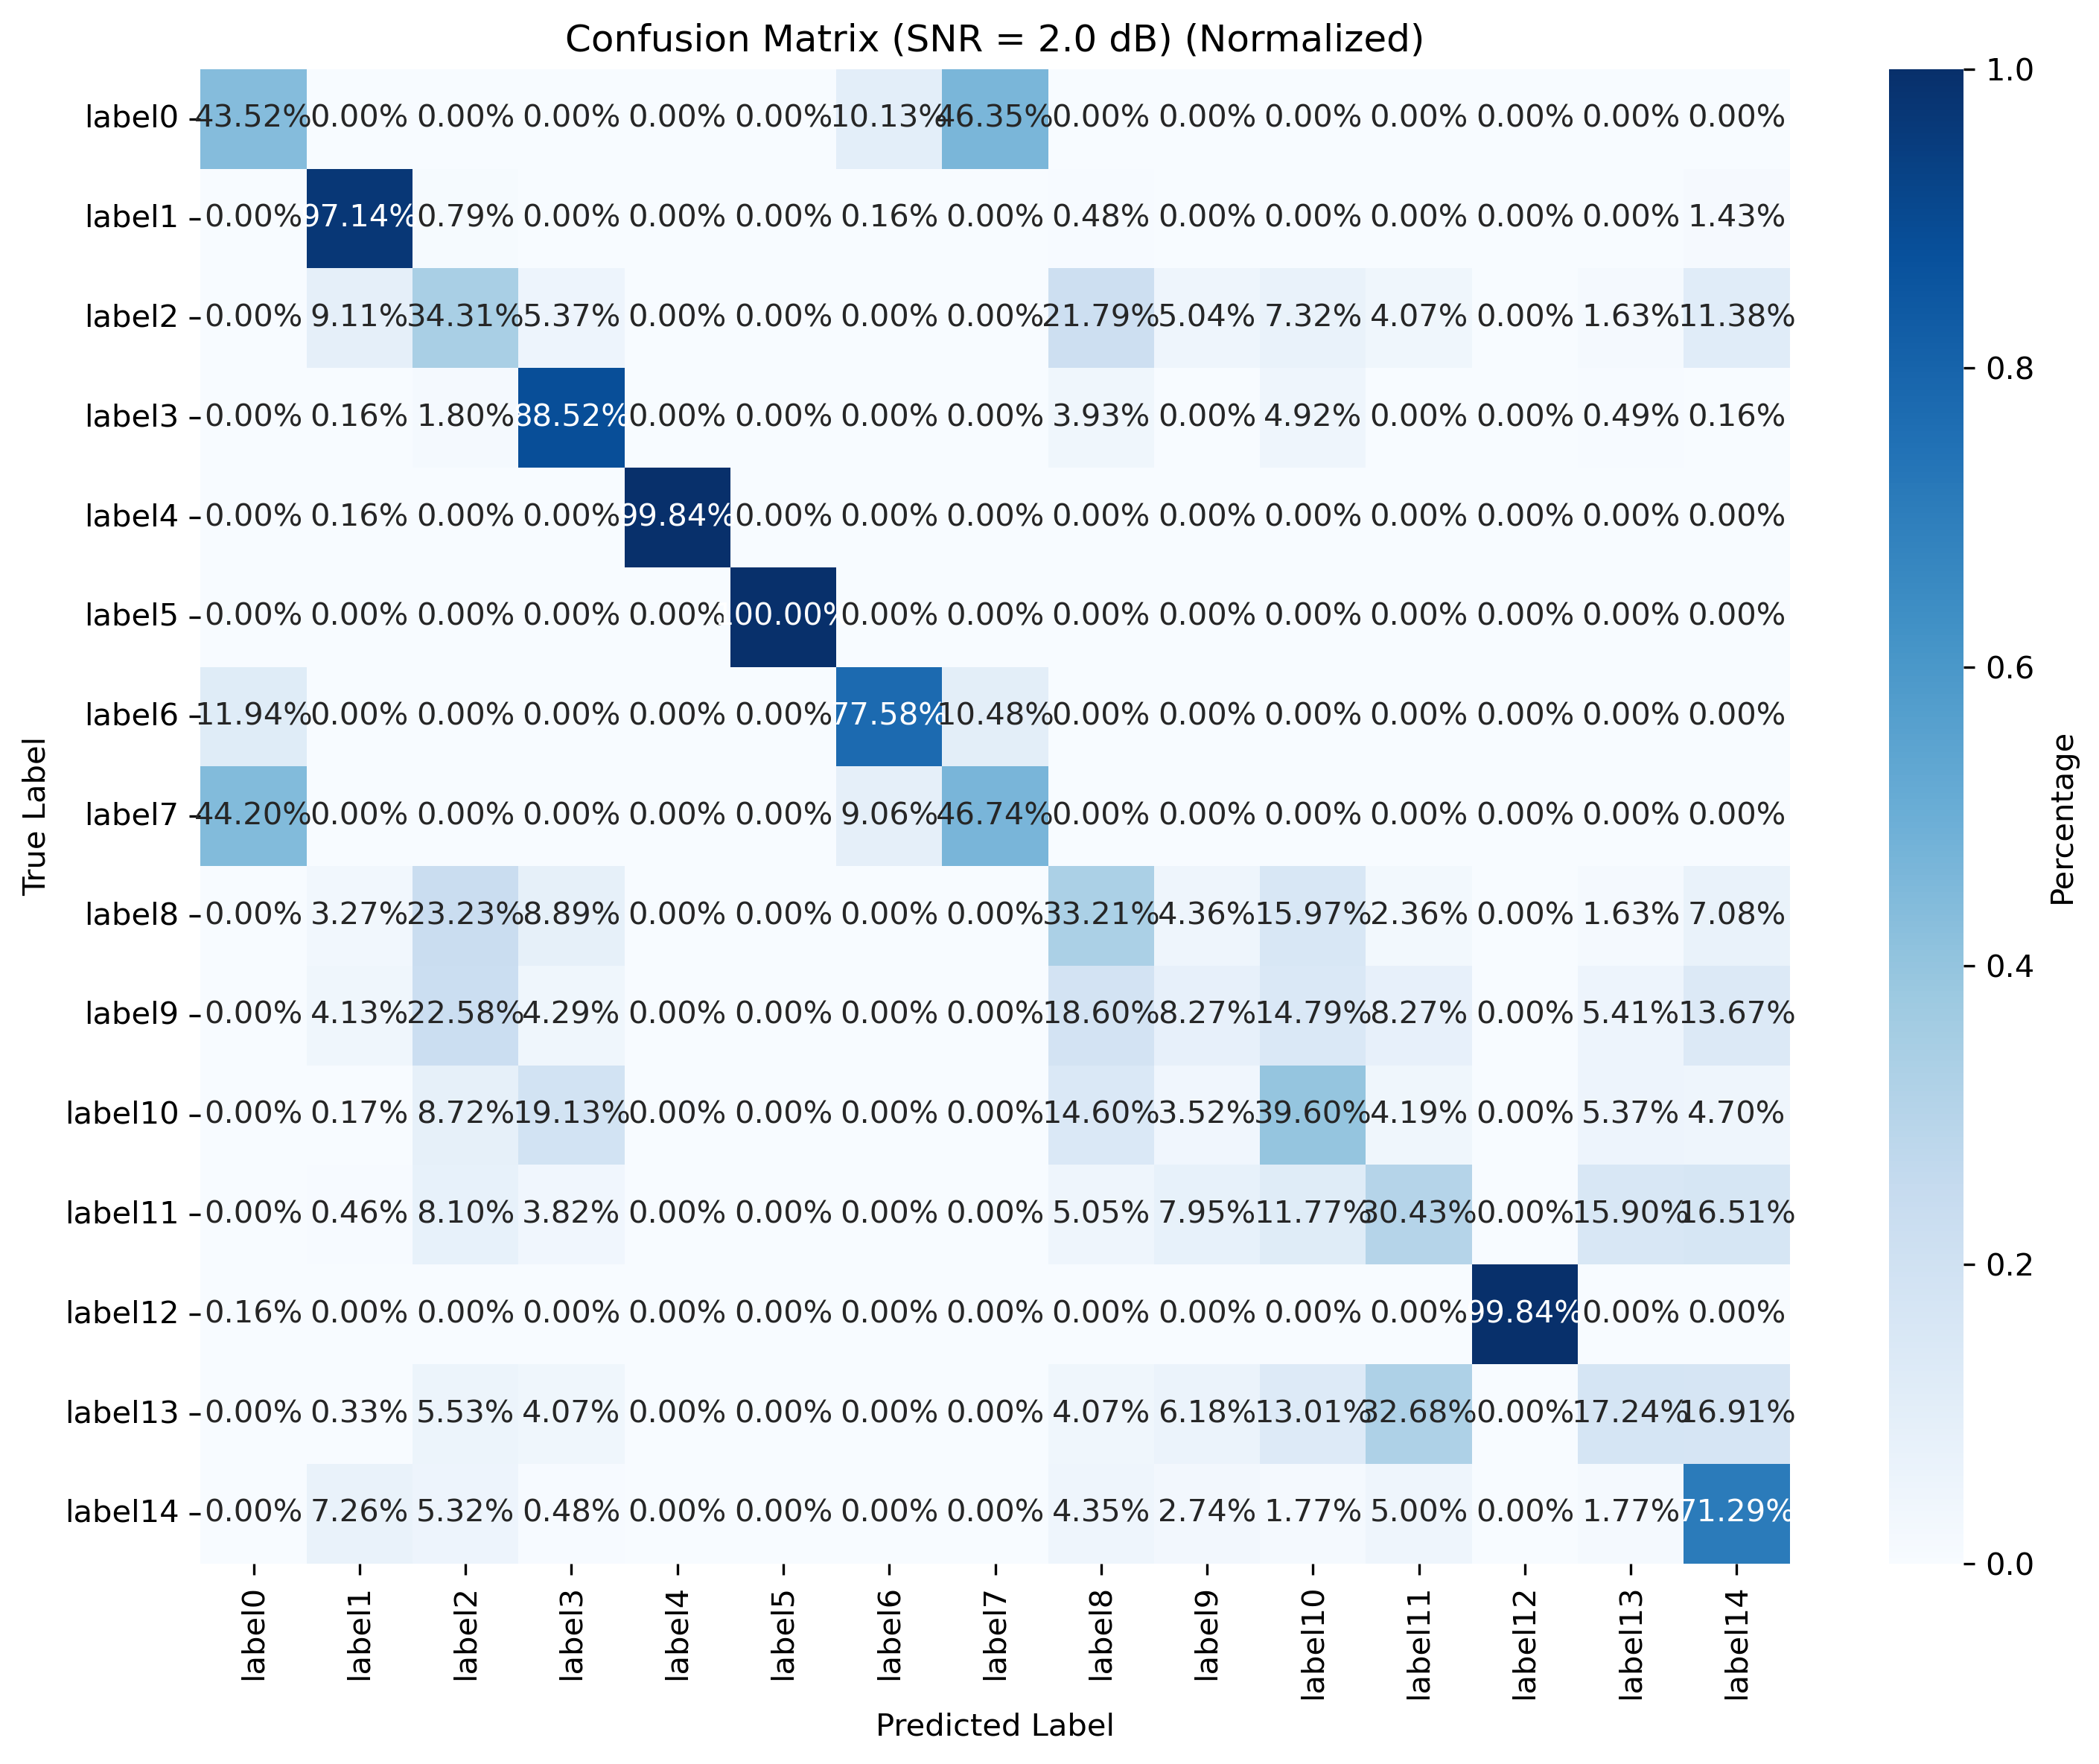 Confusion Matrix (SNR = 2.0 dB) (Normalized)
label0 43.52% 0.00% 0.00% 0.00% 0.00% 0.00% 10.13% 46.35% 0.00% 0.00% 0.00% 0.00% 0.00% 0.00% 0.00%
label1 0.00% 97.14% 0.79% 0.00% 0.00% 0.00% 0.16% 0.00% 0.48% 0.00% 0.00% 0.00% 0.00% 0.00% 1.43%
label2 0.00% 9.11% 34.31% 5.37% 0.00% 0.00% 0.00% 0.00% 21.79% 5.04% 7.32% 4.07% 0.00% 1.63% 11.38%
label3 0.00% 0.16% 1.80% 88.52% 0.00% 0.00% 0.00% 0.00% 3.93% 0.00% 4.92% 0.00% 0.00% 0.49% 0.16%
label4 0.00% 0.16% 0.00% 0.00% 99.84% 0.00% 0.00% 0.00% 0.00% 0.00% 0.00% 0.00% 0.00% 0.00% 0.00%
label5 0.00% 0.00% 0.00% 0.00% 0.00% 100.00% 0.00% 0.00% 0.00% 0.00% 0.00% 0.00% 0.00% 0.00% 0.00%
label6 11.94% 0.00% 0.00% 0.00% 0.00% 0.00% 77.58% 10.48% 0.00% 0.00% 0.00% 0.00% 0.00% 0.00% 0.00%
label7 44.20% 0.00% 0.00% 0.00% 0.00% 0.00% 9.06% 46.74% 0.00% 0.00% 0.00% 0.00% 0.00% 0.00% 0.00%
label8 0.00% 3.27% 23.23% 8.89% 0.00% 0.00% 0.00% 0.00% 33.21% 4.36% 15.97% 2.36% 0.00% 1.63% 7.08%
label9 0.00% 4.13% 22.58% 4.29% 0.00% 0.00% 0.00% 0.00% 18.60% 8.27% 14.79% 8.27% 0.00% 5.41% 13.67%
label10 0.00% 0.17% 8.72% 19.13% 0.00% 0.00% 0.00% 0.00% 14.60% 3.52% 39.60% 4.19% 0.00% 5.37% 4.70%
label11 0.00% 0.46% 8.10% 3.82% 0.00% 0.00% 0.00% 0.00% 5.05% 7.95% 11.77% 30.43% 0.00% 15.90% 16.51%
label12 0.16% 0.00% 0.00% 0.00% 0.00% 0.00% 0.00% 0.00% 0.00% 0.00% 0.00% 0.00% 99.84% 0.00% 0.00%
label13 0.00% 0.33% 5.53% 4.07% 0.00% 0.00% 0.00% 0.00% 4.07% 6.18% 13.01% 32.68% 0.00% 17.24% 16.91%
label14 0.00% 7.26% 5.32% 0.48% 0.00% 0.00% 0.00% 0.00% 4.35% 2.74% 1.77% 5.00% 0.00% 1.77% 71.29%
label0 label1 label2 label3 label4 label5 label6 label7 label8 label9 label10 label11 label12 label13 label14
Predicted Label
True Label
1.0
0.8
0.6
0.4
0.2
0.0
Percentage